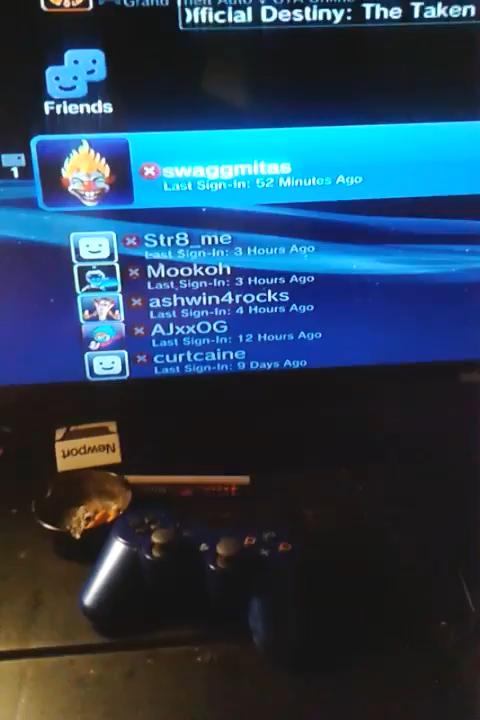 Official Destiny: The Taken
Friends
1
swaggmitas
Last Sign-In: 52 Minutes Ago
Str8_me
Last Sign-In: 3 Hours Ago
Mookoh
Last Sign-In: 3 Hours Ago
ashwin4rocks
Last Sign-In: 4 Hours Ago
AJxxOG
Last Sign-In: 12 Hours Ago
curtcaine
Last Sign-In: 9 Days Ago
Newport